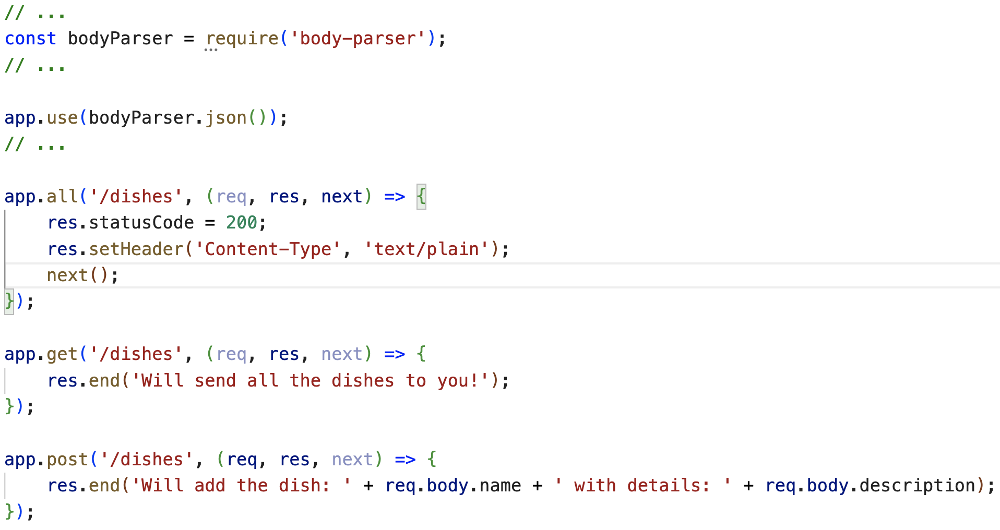 // ...
const bodyParser = require('body-parser');
// ...
app.use(bodyParser.json());
// ...
app.all('/dishes', (req, res, next) => {
    res.statusCode = 200;
    res.setHeader('Content-Type', 'text/plain');
    next();
});
app.get('/dishes', (req, res, next) => {
    res.end('Will send all the dishes to you!');
});
app.post('/dishes', (req, res, next) => {
    res.end('Will add the dish: ' + req.body.name + ' with details: ' + req.body.description);
});